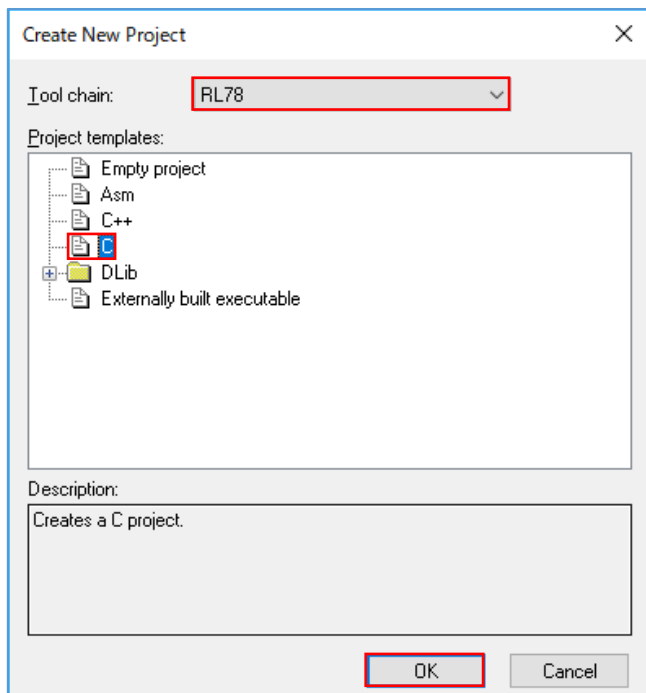 Create New Project
Tool chain: RL78
Project templates:
Empty project
Asm
C++
C
DLib
Externally built executable
Description:
Creates a C project.
OK Cancel